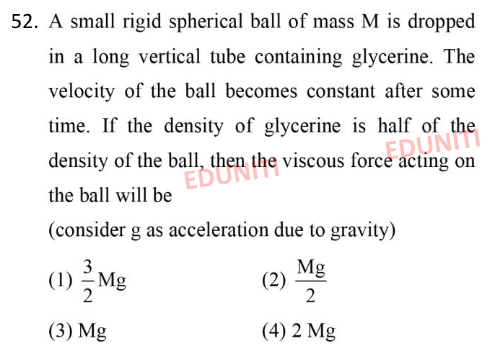 52. A small rigid spherical ball of mass M is dropped
in a long vertical tube containing glycerine. The
velocity of the ball becomes constant after some
time. If the density of glycerine is half of the
density of the ball, then the viscous force acting on
the ball will be
(consider g as acceleration due to gravity)
(1) 3/2 Mg (2) Mg/2
(3) Mg (4) 2 Mg
EDUNITI
EDUNITI